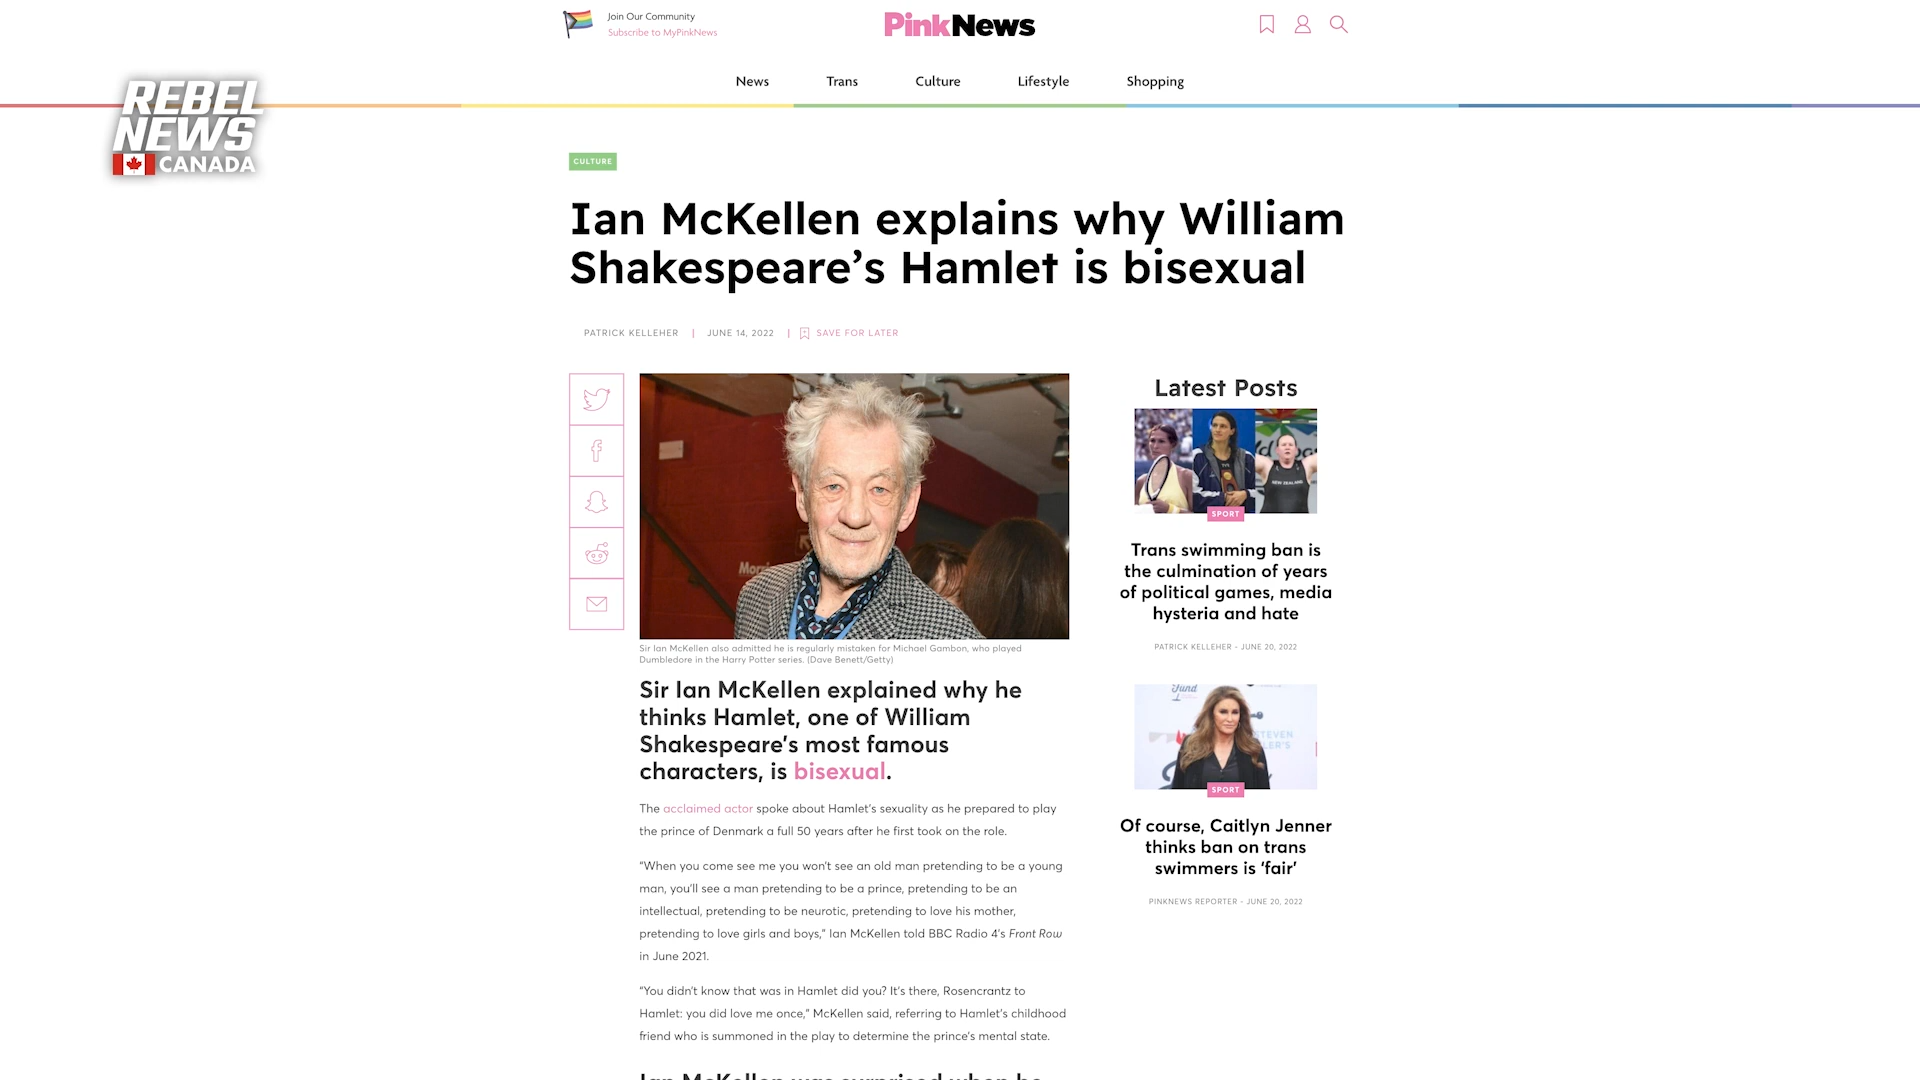 Join Our Community
Subscribe to MyPinkNews
PinkNews
News
Trans
Culture
Lifestyle
Shopping
REBEL
NEWS
CANADA
CULTURE
Ian McKellen explains why William
Shakespeare’s Hamlet is bisexual
PATRICK KELLEHER | JUNE 14, 2022 | SAVE FOR LATER
Sir Ian McKellen also admitted he is regularly mistaken for Michael Gambon, who played
Dumbledore in the Harry Potter series. (Dave Benett/Getty)
Sir Ian McKellen explained why he
thinks Hamlet, one of William
Shakespeare’s most famous
characters, is bisexual.
The acclaimed actor spoke about Hamlet’s sexuality as he prepared to play
the prince of Denmark a full 50 years after he first took on the role.
“When you come see me you won’t see an old man pretending to be a young
man, you’ll see a man pretending to be a prince, pretending to be an
intellectual, pretending to be neurotic, pretending to love his mother,
pretending to love girls and boys,” Ian McKellen told BBC Radio 4’s Front Row
in June 2021.
“You didn’t know that was in Hamlet did you? It’s there, Rosencrantz to
Hamlet: you did love me once,” McKellen said, referring to Hamlet’s childhood
friend who is summoned in the play to determine the prince’s mental state.
Ian McKellen was surprised when he
Latest Posts
NEW ZEALAND
SPORT
Trans swimming ban is
the culmination of years
of political games, media
hysteria and hate
PATRICK KELLEHER - JUNE 20, 2022
Fund
STEVEN
LER'S
SPORT
Of course, Caitlyn Jenner
thinks ban on trans
swimmers is ‘fair’
PINKNEWS REPORTER - JUNE 20, 2022